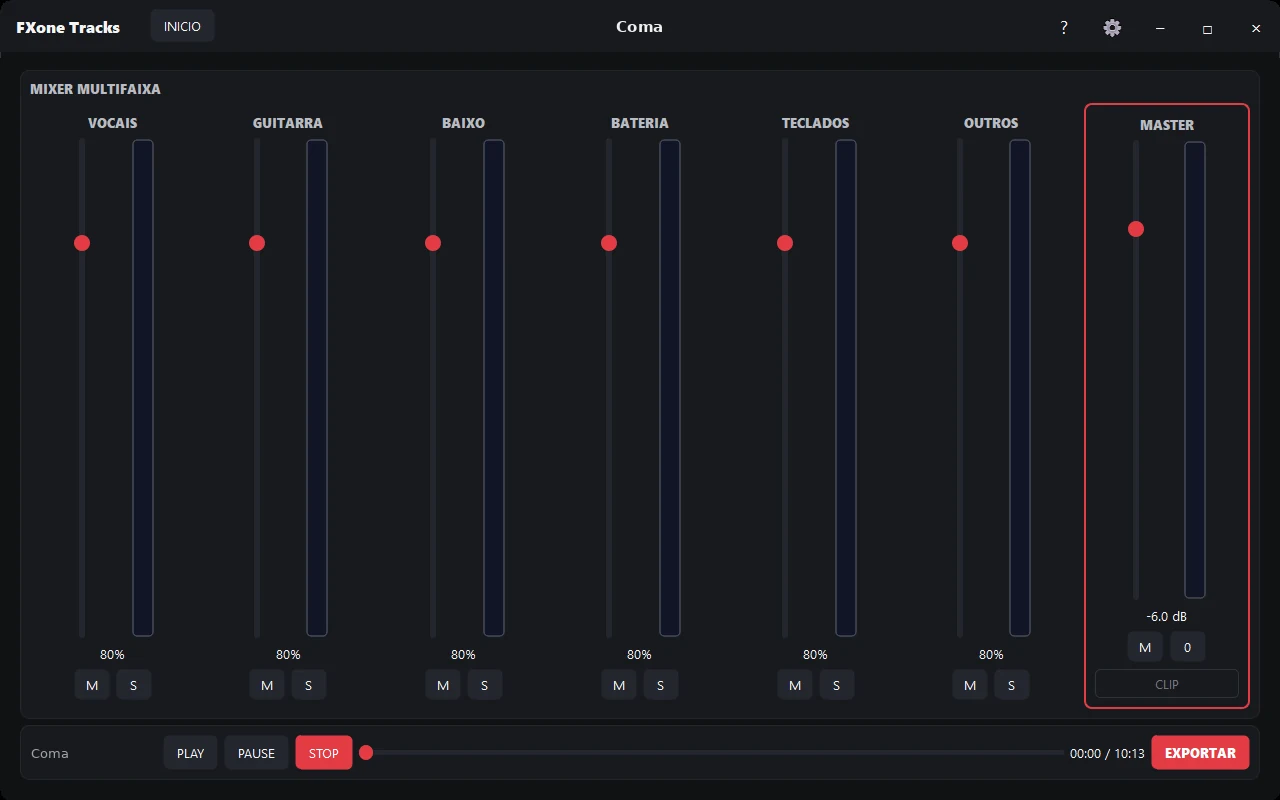 FXone Tracks INICIO Coma ?
MIXER MULTIFAIXA
VOCAIS GUITARRA BAIXO BATERIA TECLADOS OUTROS MASTER
-6.0 dB
80% 80% 80% 80% 80% 80%
M 0
M S M S M S M S M S M S
CLIP
Coma PLAY PAUSE STOP 00:00 / 10:13 EXPORTAR